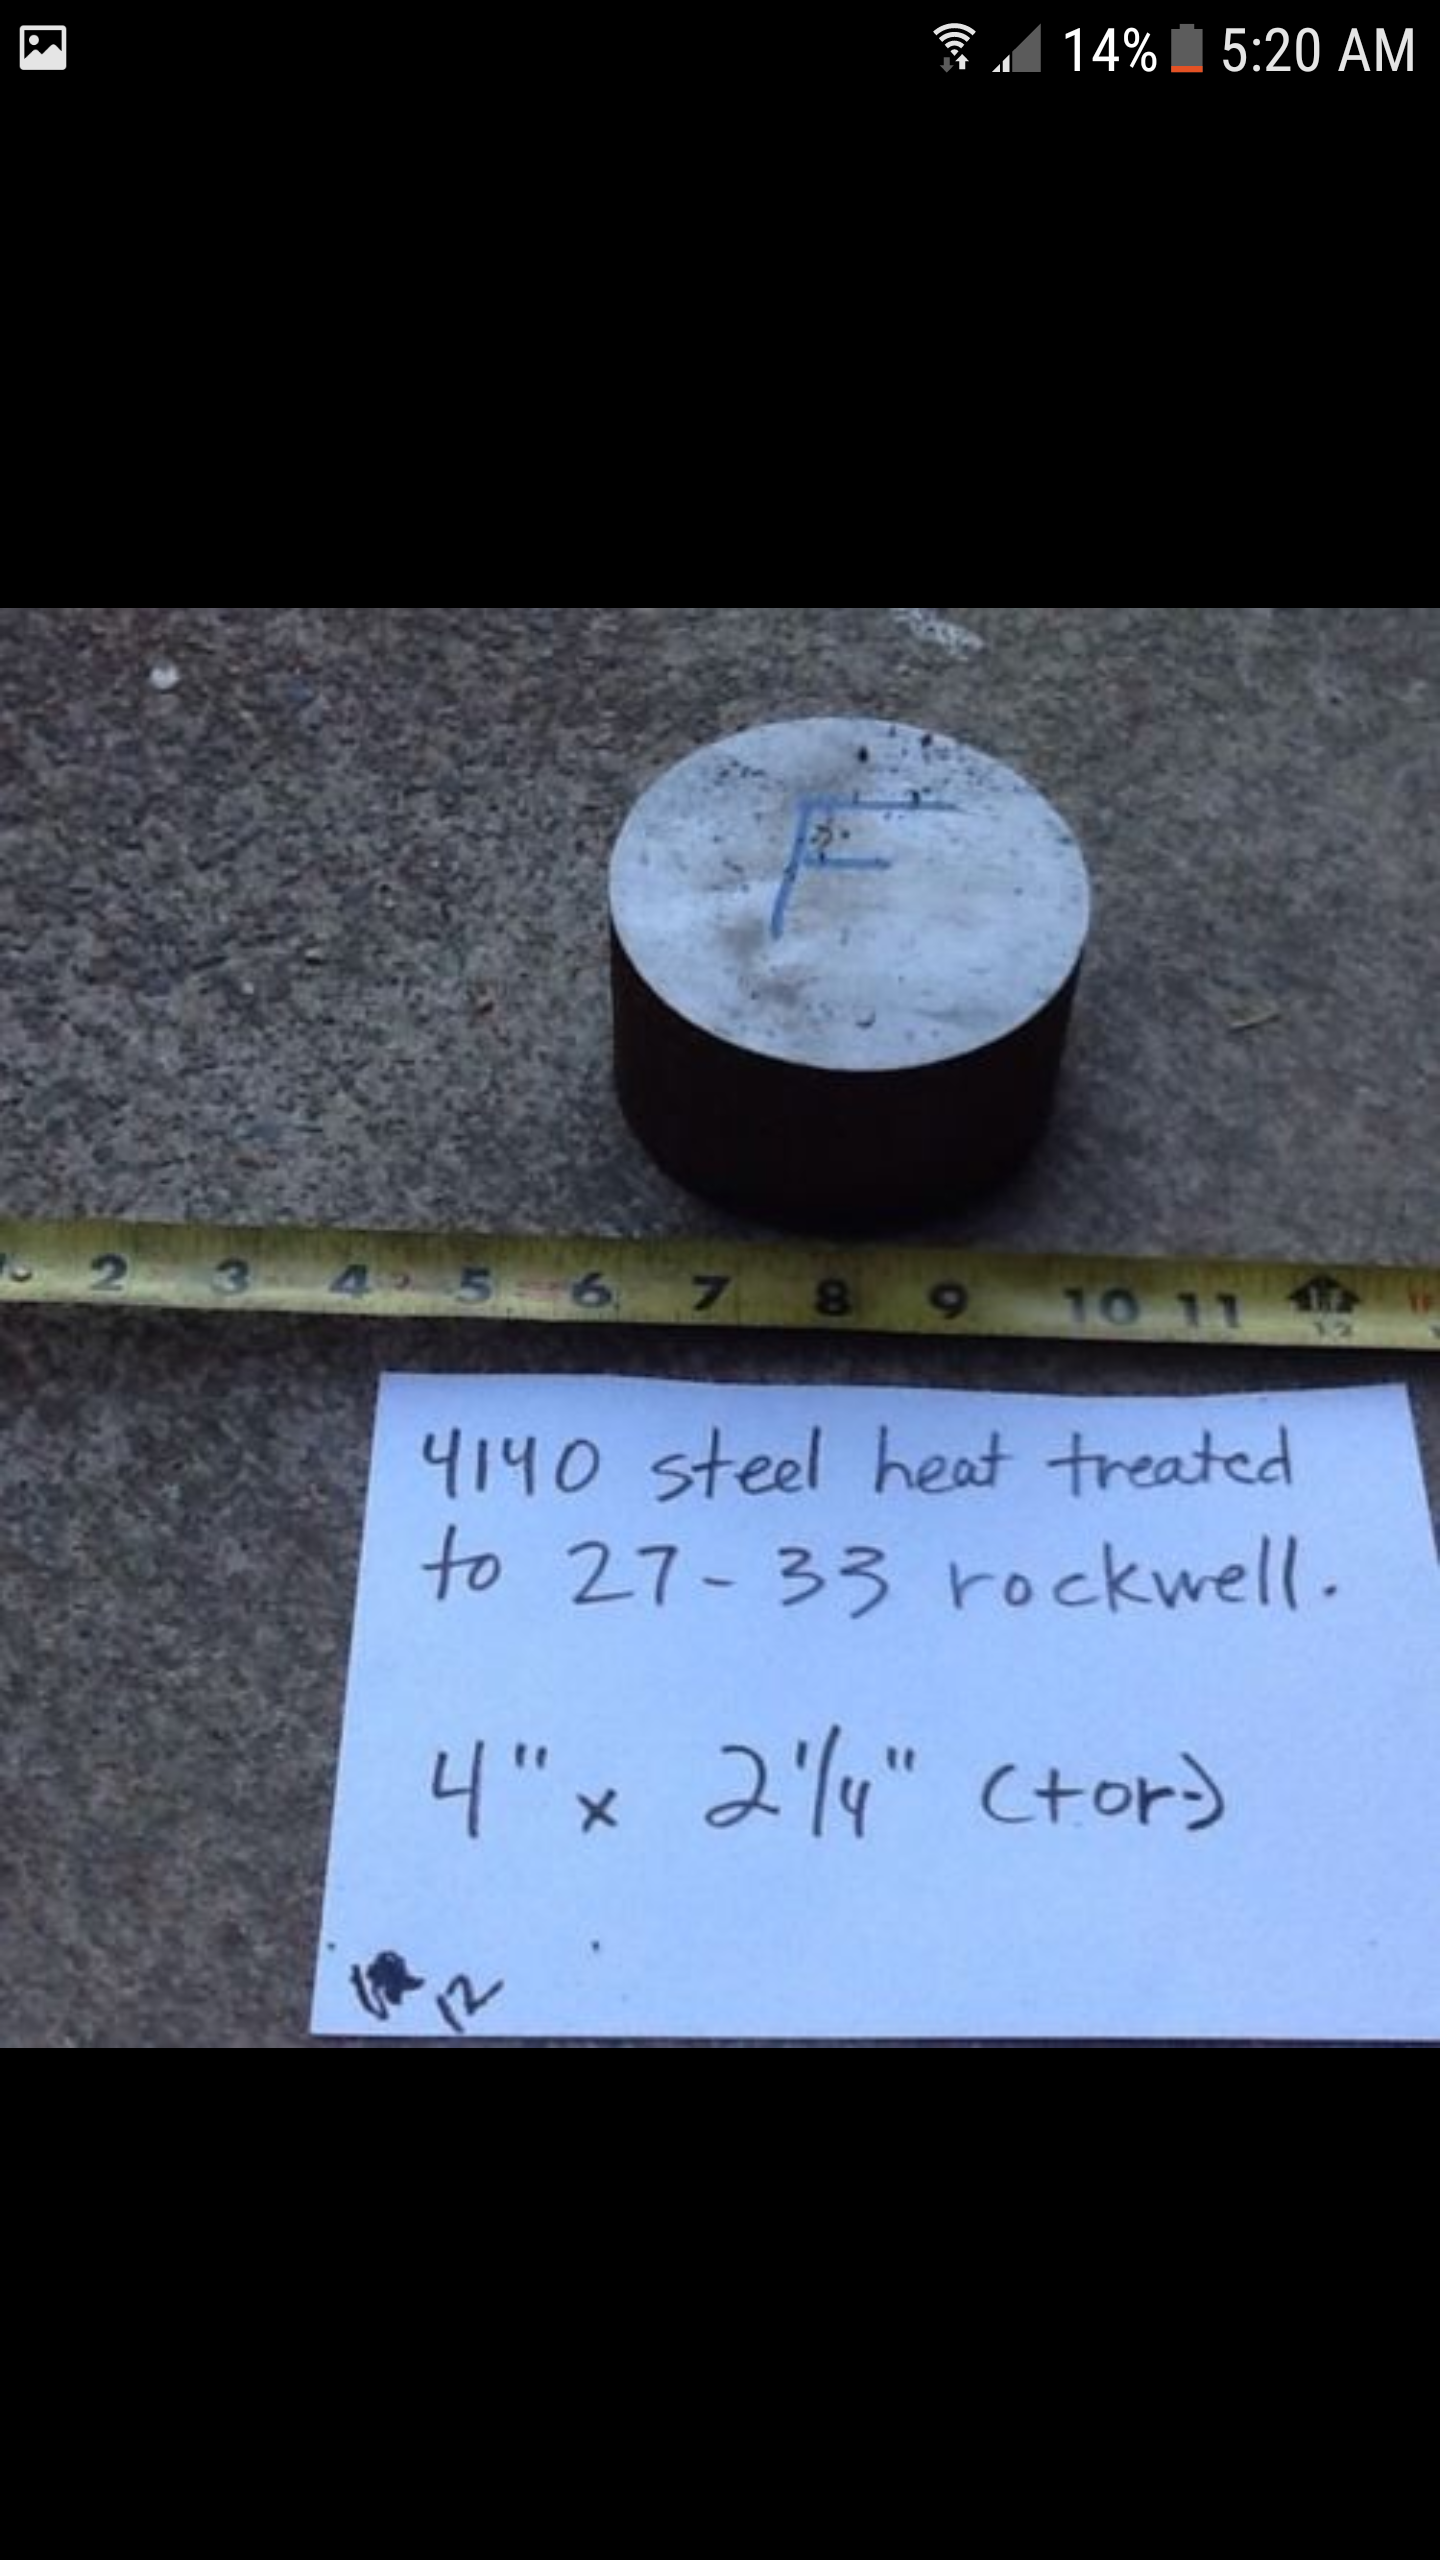 14% 5:20 AM
F
2 3 4 5 6 7 8 9 10 11
4140 steel heat treated
to 27-33 rockwell.
4" x 2 1/4" (+ or -)
12